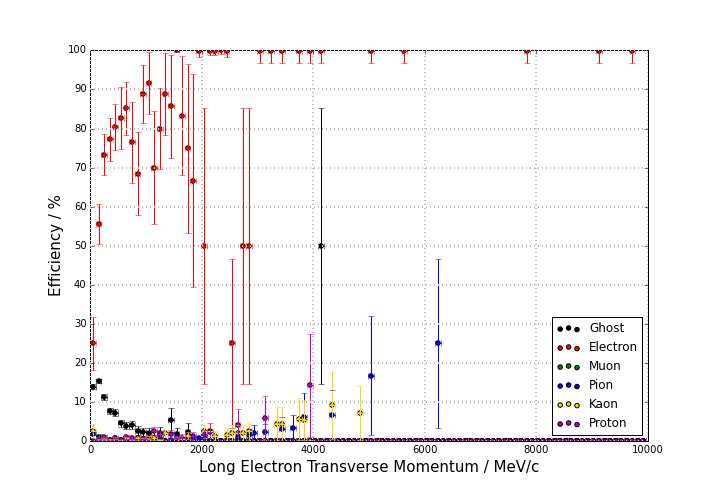 100
90
80
70
60
50
40
30
20
10
0
Efficiency / %
Ghost
Electron
Muon
Pion
Kaon
Proton
0 2000 4000 6000 8000 10000
Long Electron Transverse Momentum / MeV/c